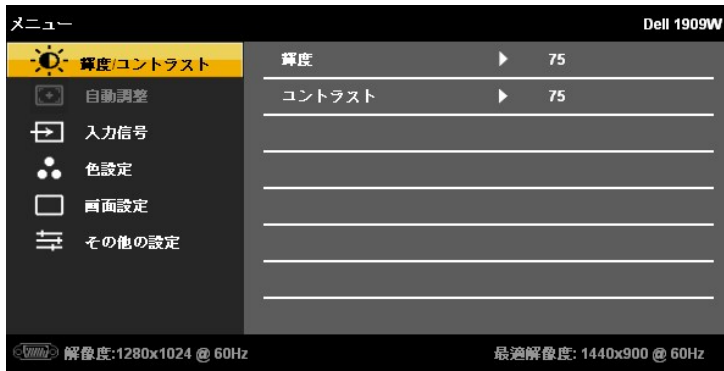 メニュー Dell 1909W
輝度/コントラスト 輝度 75
自動調整 コントラスト 75
入力信号
色設定
画面設定
その他の設定
解像度:1280x1024 @ 60Hz 最適解像度: 1440x900 @ 60Hz